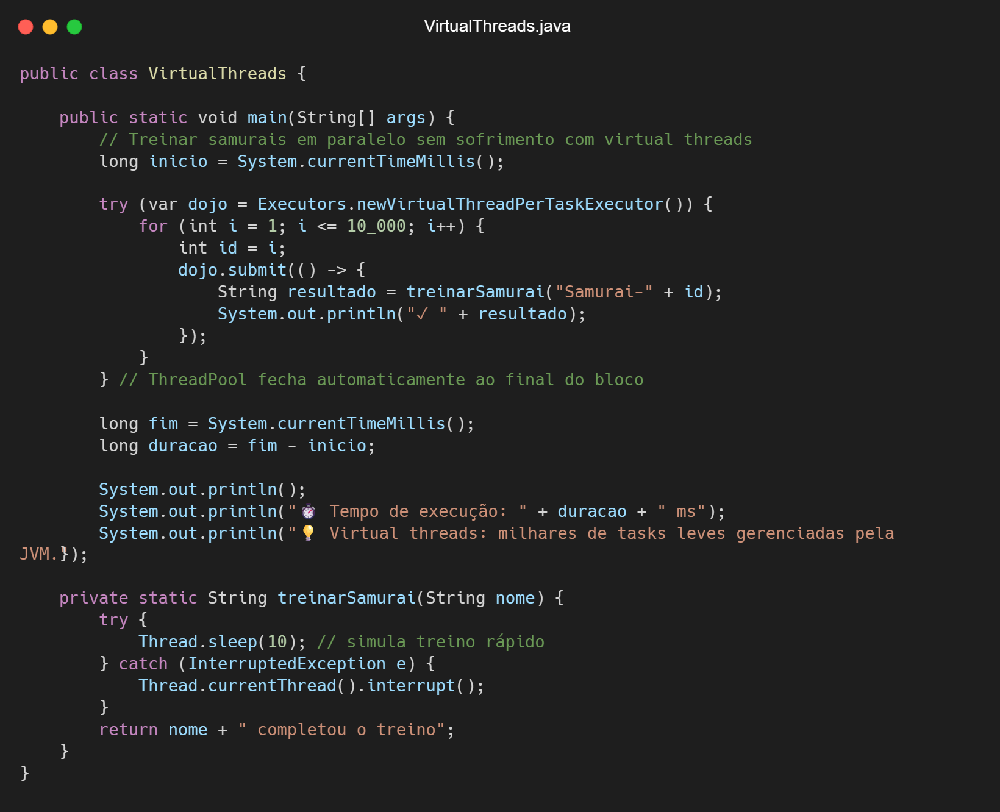 VirtualThreads.java
public class VirtualThreads {
    public static void main(String[] args) {
        // Treinar samurais em paralelo sem sofrimento com virtual threads
        long inicio = System.currentTimeMillis();
        try (var dojo = Executors.newVirtualThreadPerTaskExecutor()) {
            for (int i = 1; i <= 10_000; i++) {
                int id = i;
                dojo.submit(() -> {
                    String resultado = treinarSamurai("Samurai-" + id);
                    System.out.println("✓ " + resultado);
                });
            }
        } // ThreadPool fecha automaticamente ao final do bloco
        long fim = System.currentTimeMillis();
        long duracao = fim - inicio;
        System.out.println();
        System.out.println("⏱ Tempo de execução: " + duracao + " ms");
        System.out.println("💡 Virtual threads: milhares de tasks leves gerenciadas pela
JVM.");
    }
    private static String treinarSamurai(String nome) {
        try {
            Thread.sleep(10); // simula treino rápido
        } catch (InterruptedException e) {
            Thread.currentThread().interrupt();
        }
        return nome + " completou o treino";
    }
}